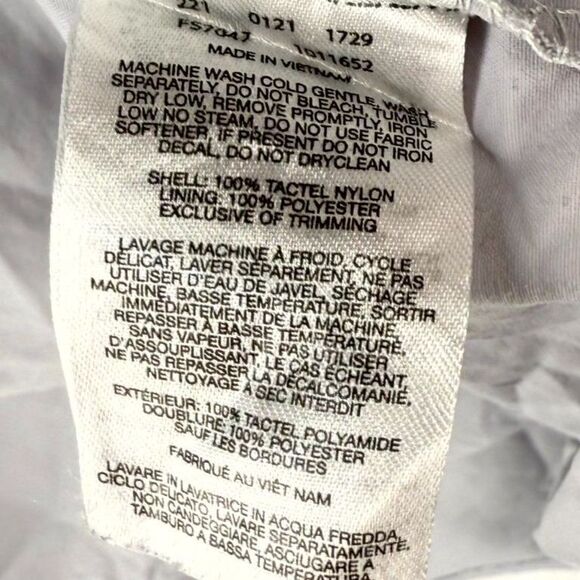 221 0121 1729
FS7047 1011652
MADE IN VIETNAM
MACHINE WASH COLD GENTLE, WASH
SEPARATELY, DO NOT BLEACH, TUMBLE
DRY LOW, REMOVE PROMPTLY, IRON
LOW NO STEAM, DO NOT USE FABRIC
SOFTENER, IF PRESENT DO NOT IRON
DECAL, DO NOT DRYCLEAN
SHELL: 100% TACTEL NYLON
LINING: 100% POLYESTER
EXCLUSIVE OF TRIMMING
LAVAGE MACHINE À FROID, CYCLE
DÉLICAT, LAVER SÉPARÉMENT, NE PAS
UTILISER D'EAU DE JAVEL, SÉCHAGE
MACHINE, BASSE TEMPÉRATURE, SORTIR
IMMÉDIATEMENT DE LA MACHINE,
REPASSER À BASSE TEMPÉRATURE,
SANS VAPEUR, NE PAS UTILISER
D'ASSOUPLISSANT, LE CAS ÉCHÉANT,
NE PAS REPASSER LA DÉCALCOMANIE,
NETTOYAGE À SEC INTERDIT
EXTÉRIEUR: 100% TACTEL POLYAMIDE
DOUBLURE: 100% POLYESTER
SAUF LES BORDURES
FABRIQUÉ AU VIET NAM
LAVARE IN LAVATRICE IN ACQUA FREDDA,
CICLO DELICATO, LAVARE SEPARATAMENTE,
NON CANDEGGIARE, ASCIUGARE A
TAMBURO A BASSA TEMPERATURA